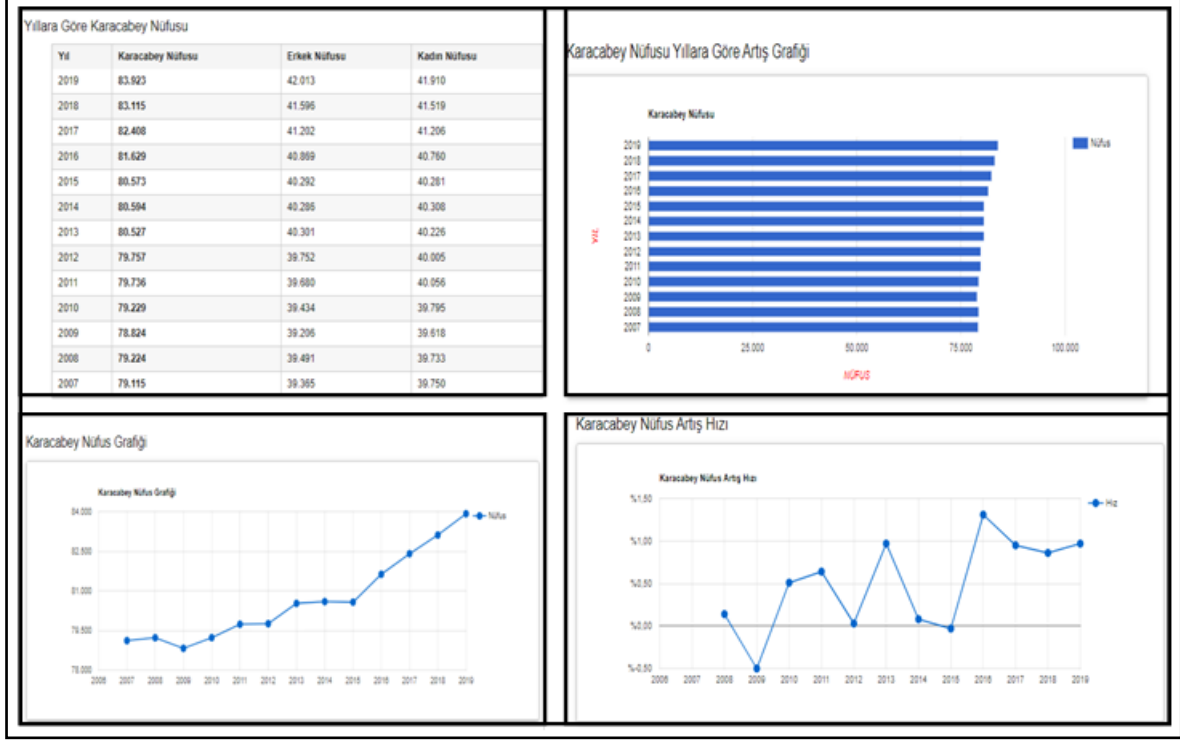 Yıllara Göre Karacabey Nüfusu
Yıl Karacabey Nüfusu Erkek Nüfusu Kadın Nüfusu
2019 83.923 42.013 41.910
2018 83.115 41.596 41.519
2017 82.408 41.202 41.206
2016 81.629 40.869 40.760
2015 80.573 40.292 40.281
2014 80.594 40.286 40.308
2013 80.527 40.301 40.226
2012 79.757 39.752 40.005
2011 79.736 39.680 40.056
2010 79.229 39.434 39.795
2009 78.824 39.206 39.618
2008 79.224 39.491 39.733
2007 79.115 39.365 39.750
Karacabey Nüfusu Yıllara Göre Artış Grafiği
Karacabey Nüfusu
2019
2018
2017
2016
2015
2014
2013
2012
2011
2010
2009
2008
2007
Nüfus
0 25.000 50.000 75.000 100.000
NÜFUS
Karacabey Nüfus Grafiği
Karacabey Nüfus Grafiği
84.000
82.500
81.000
79.500
78.000
Nüfus
2006 2007 2008 2009 2010 2011 2012 2013 2014 2015 2016 2017 2018 2019
Karacabey Nüfus Artış Hızı
Karacabey Nüfus Artış Hızı
%1,50
%1,00
%0,50
%0,00
%-0,50
Hız
2006 2007 2008 2009 2010 2011 2012 2013 2014 2015 2016 2017 2018 2019